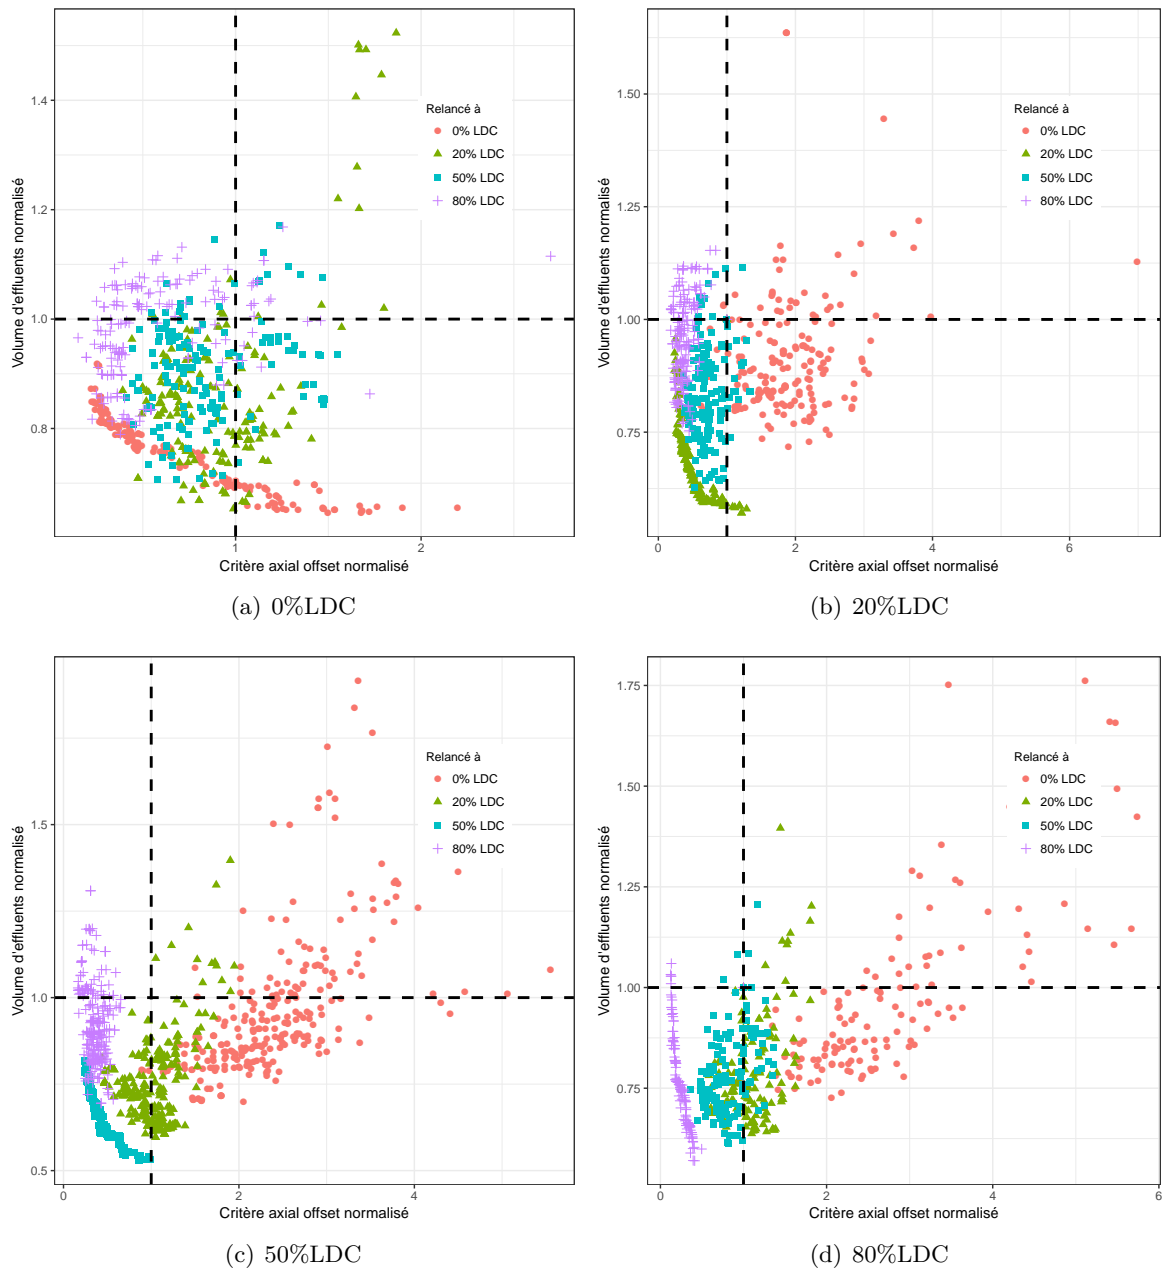 Volume d'effluents normalisé
1.4
1.2
1.0
0.8
Relancé à
0% LDC
20% LDC
50% LDC
80% LDC
1
2
Critère axial offset normalisé
(a) 0%LDC
Volume d'effluents normalisé
1.50
1.25
1.00
0.75
Relancé à
0% LDC
20% LDC
50% LDC
80% LDC
0
2
4
6
Critère axial offset normalisé
(b) 20%LDC
Volume d'effluents normalisé
1.5
1.0
0.5
Relancé à
0% LDC
20% LDC
50% LDC
80% LDC
0
2
4
Critère axial offset normalisé
(c) 50%LDC
Volume d'effluents normalisé
1.75
1.50
1.25
1.00
0.75
Relancé à
0% LDC
20% LDC
50% LDC
80% LDC
0
2
4
6
Critère axial offset normalisé
(d) 80%LDC